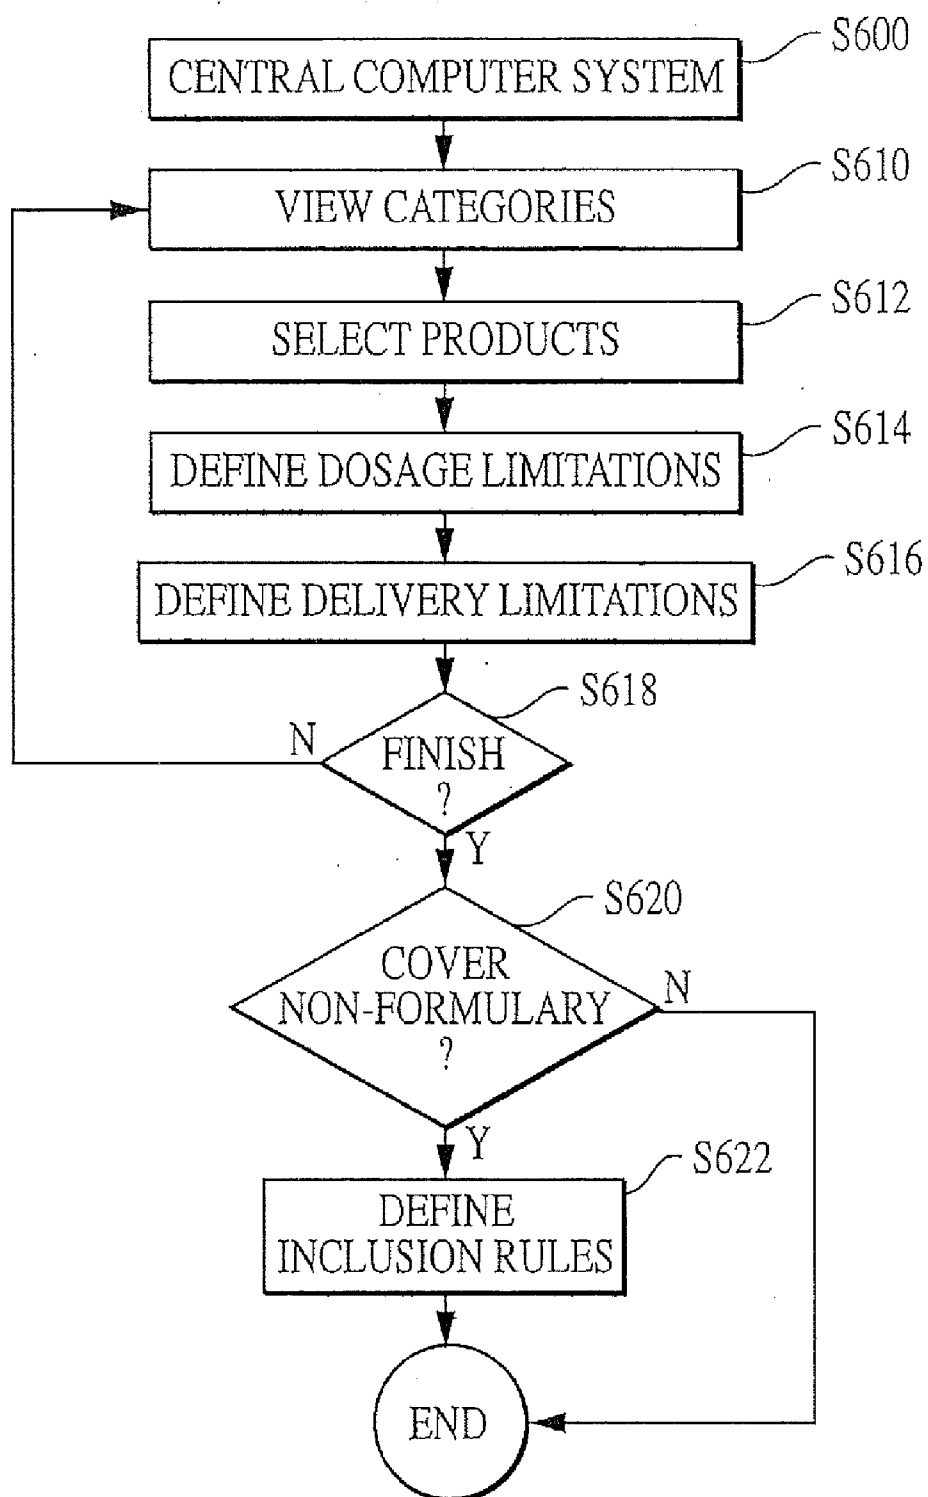 S600
CENTRAL COMPUTER SYSTEM
S610
VIEW CATEGORIES
S612
SELECT PRODUCTS
S614
DEFINE DOSAGE LIMITATIONS
S616
DEFINE DELIVERY LIMITATIONS
S618
N
FINISH
?
Y
S620
COVER
NON-FORMULARY
?
N
Y
S622
DEFINE
INCLUSION RULES
END